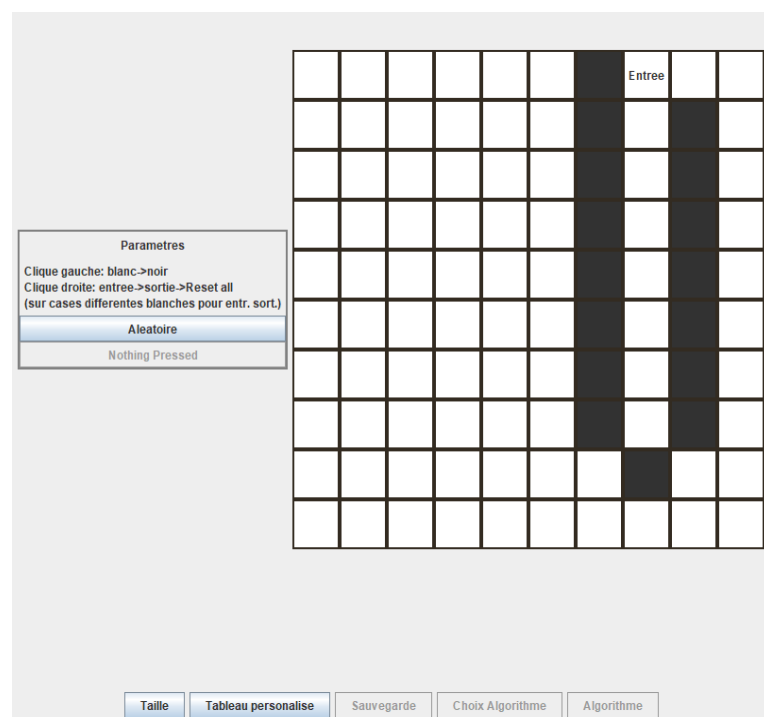 Entree
Parametres
Clique gauche: blanc->noir
Clique droite: entree->sortie->Reset all
(sur cases differentes blanches pour entr. sort.)
Aleatoire
Nothing Pressed
Taille Tableau personalise Sauvegarde Choix Algorithme Algorithme